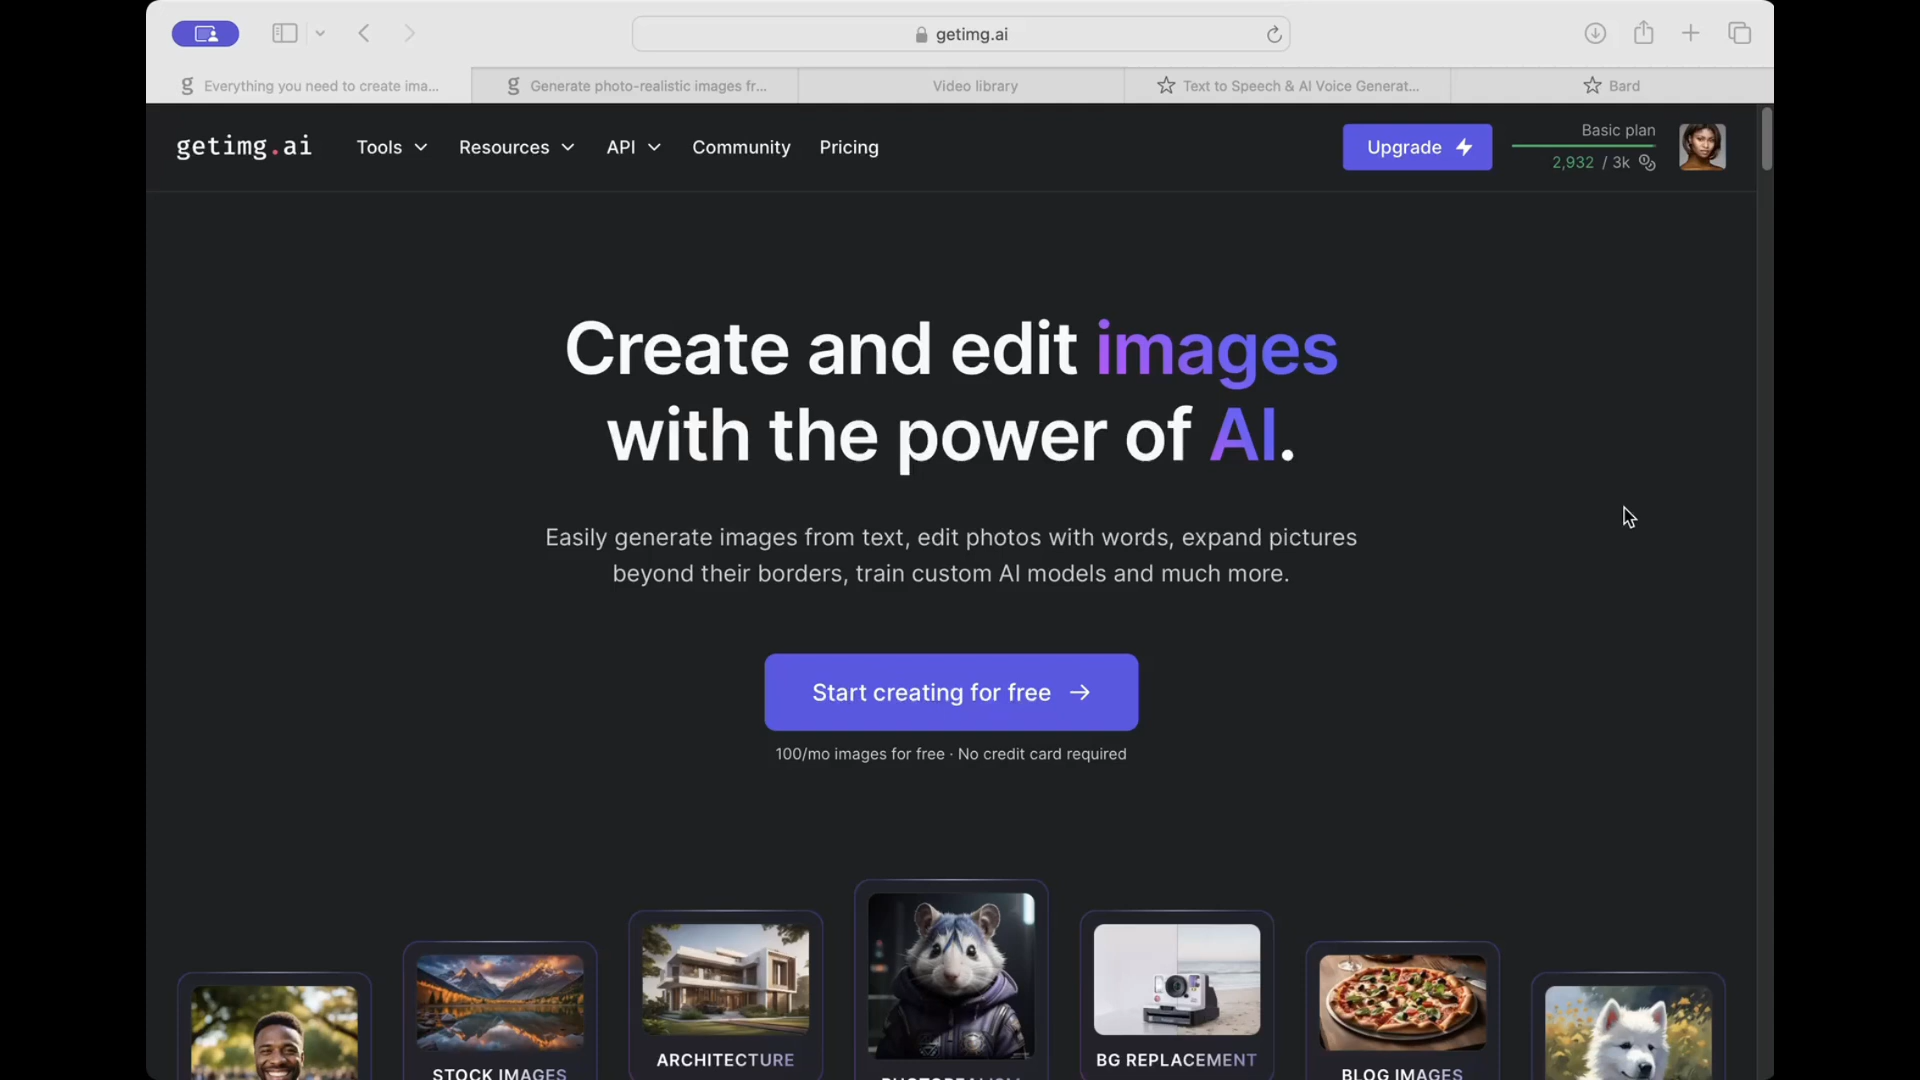 getimg.ai
Everything you need to create ima...
Generate photo-realistic images fr...
Video library
Text to Speech & AI Voice Generat...
Bard
getimg.ai
Tools
Resources
API
Community
Pricing
Upgrade
Basic plan
2,932 / 3k
Create and edit images
with the power of AI.
Easily generate images from text, edit photos with words, expand pictures
beyond their borders, train custom AI models and much more.
Start creating for free
100/mo images for free · No credit card required
ARCHITECTURE
BG REPLACEMENT
STOCK IMAGES
PHOTOREALISM
BLOG IMAGES